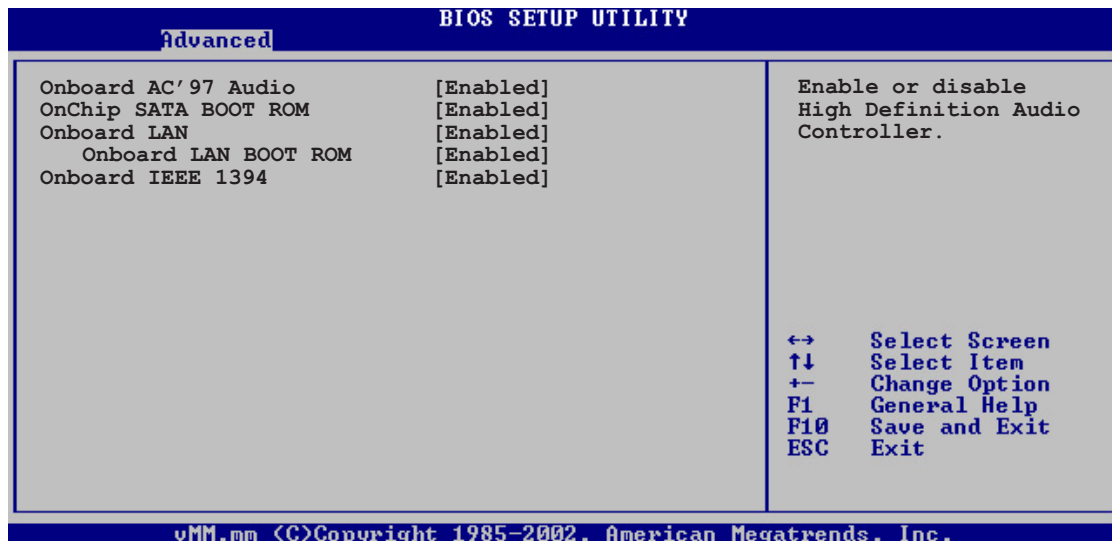 BIOS SETUP UTILITY
Advanced
Onboard AC’97 Audio [Enabled]
OnChip SATA BOOT ROM [Enabled]
Onboard LAN [Enabled]
Onboard LAN BOOT ROM [Enabled]
Onboard IEEE 1394 [Enabled]
Enable or disable
High Definition Audio
Controller.
←→ Select Screen
↑↓ Select Item
+- Change Option
F1 General Help
F10 Save and Exit
ESC Exit
vMM.mm (C)Copyright 1985-2002, American Megatrends, Inc.